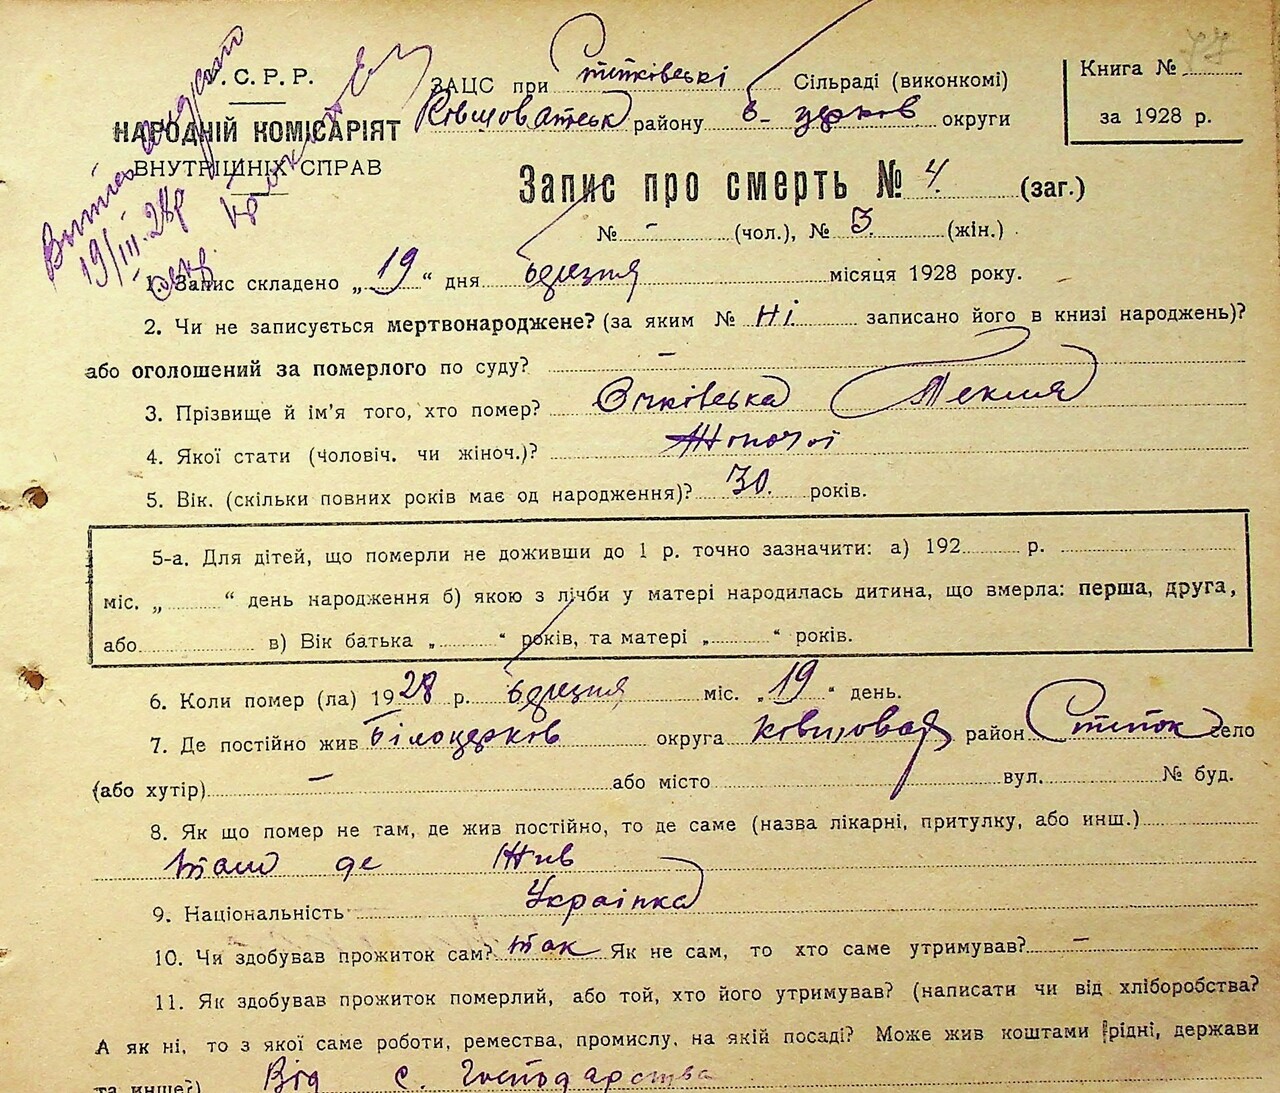 У.С.Р.Р.
НАРОДНІЙ КОМІСАРІЯТ
ВНУТРІШНІХ СПРАВ
19/III-28р
ЗАЦС при Стипківські Сільраді (виконкомі)
району Б-церков округи
Книга №
за 1928 р.
Запис про смерть № 4. (заг.)
№ - (чол.), № 3. (жін.)
1. Запис складено „19“ дня березня місяця 1928 року.
2. Чи не записується мертвонароджене? (за яким № Ні. записано його в книзі народжень)?
або оголошений за померлого по суду? —
3. Прізвище й ім'я того, хто помер? Текля
4. Якої стати (чоловіч. чи жіноч.)? Жіночої
5. Вік. (скільки повних років має од народження)? 30. років.
5-а. Для дітей, що померли не доживши до 1 р. точно зазначити: а) 192 р.
міс. „ “ день народження б) якою з лічби у матері народилась дитина, що вмерла: перша, друга,
або в) Вік батька „ “ років, та матері „ “ років.
6. Коли помер (ла) 1928 р. березня міс. „19“ день.
7. Де постійно жив Білоцерков округа район село
(або хутір) — або місто вул. № буд.
8. Як що помер не там, де жив постійно, то де саме (назва лікарні, притулку, або инш.)
там де жив
9. Національність Українка
10. Чи здобував прожиток сам? так Як не сам, то хто саме утримував? —
11. Як здобував прожиток померлий, або той, хто його утримував? (написати чи від хліборобства?
А як ні, то з якої саме роботи, ремества, промислу, на якій посаді? Може жив коштами рідні, держави
та инше?) Від с. господарства